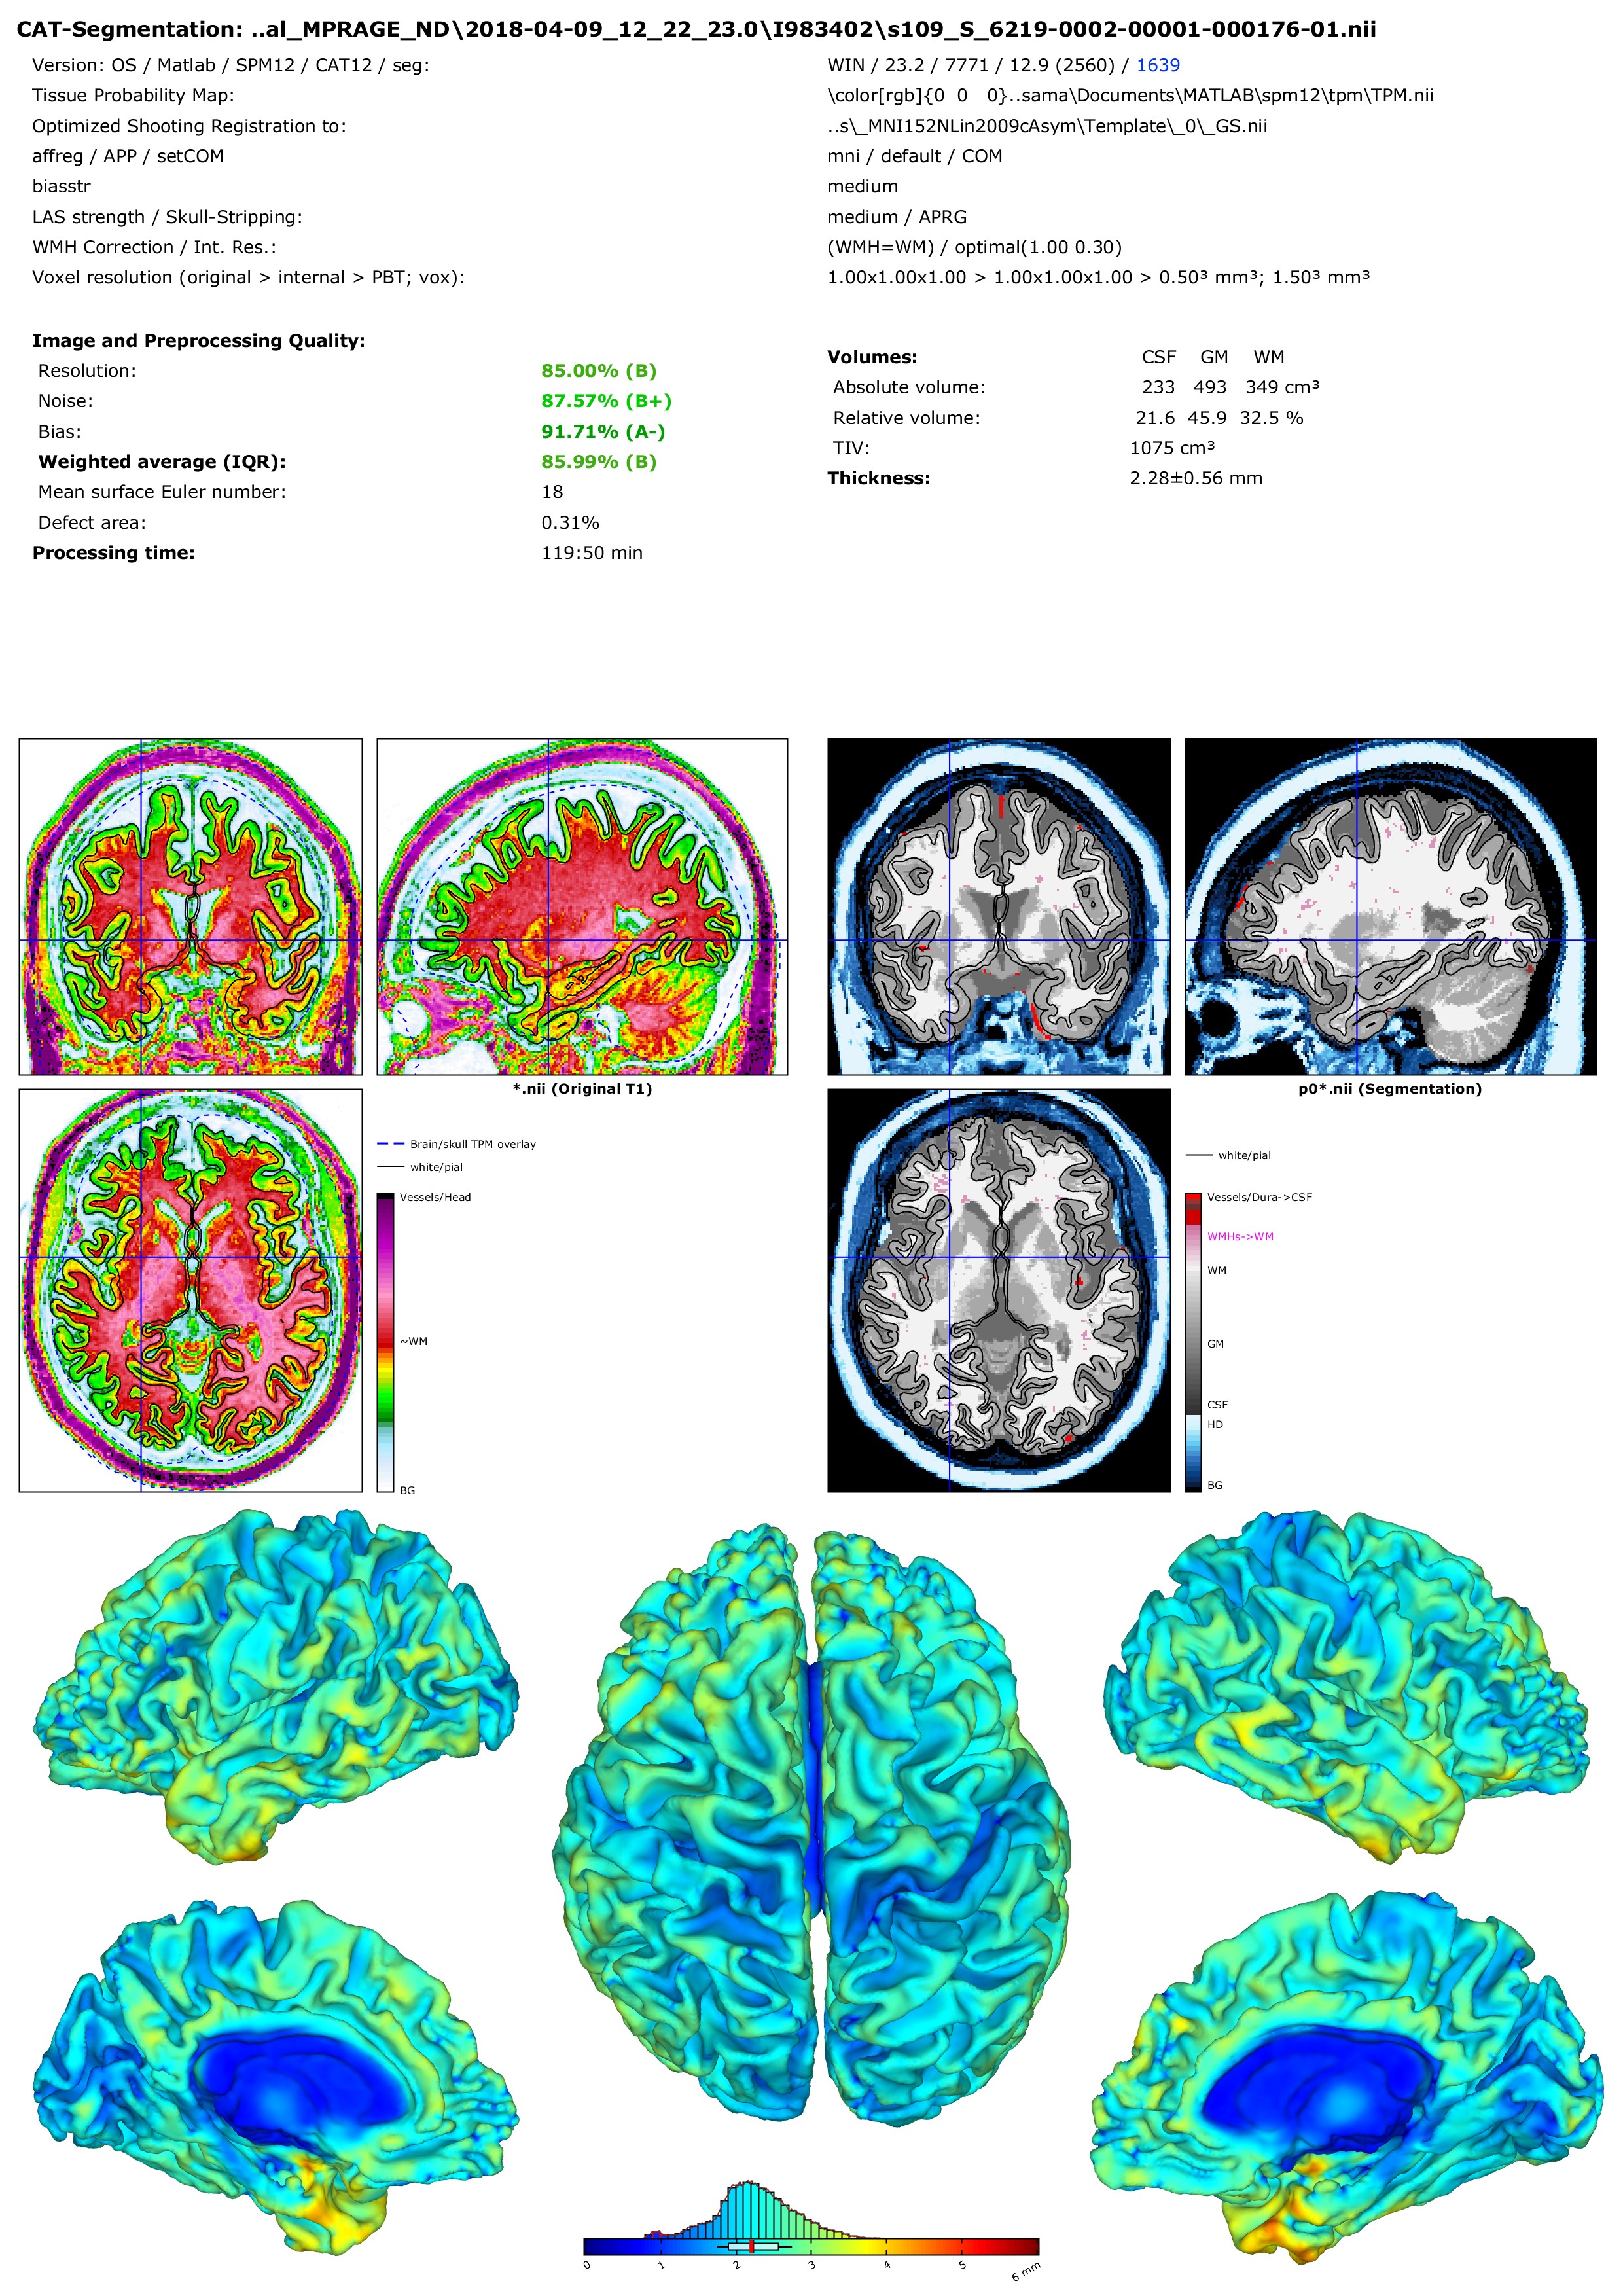 CAT-Segmentation: ..al_MPRAGE_ND\2018-04-09_12_22_23.0\I983402\s109_S_6219-0002-00001-000176-01.nii
Version: OS / Matlab / SPM12 / CAT12 / seg: WIN / 23.2 / 7771 / 12.9 (2560) / 1639
Tissue Probability Map: \color[rgb]{0 0 0}..sama\Documents\MATLAB\spm12\tpm\TPM.nii
Optimized Shooting Registration to: ..s\_MNI152NLin2009cAsym\Template\_0\_GS.nii
affreg / APP / setCOM mni / default / COM
biasstr medium
LAS strength / Skull-Stripping: medium / APRG
WMH Correction / Int. Res.: (WMH=WM) / optimal(1.00 0.30)
Voxel resolution (original > internal > PBT; vox): 1.00x1.00x1.00 > 1.00x1.00x1.00 > 0.50³ mm³; 1.50³ mm³
Image and Preprocessing Quality:
Resolution: 85.00% (B)
Noise: 87.57% (B+)
Bias: 91.71% (A-)
Weighted average (IQR): 85.99% (B)
Mean surface Euler number: 18
Defect area: 0.31%
Processing time: 119:50 min
Volumes: CSF GM WM
Absolute volume: 233 493 349 cm³
Relative volume: 21.6 45.9 32.5 %
TIV: 1075 cm³
Thickness: 2.28±0.56 mm
*.nii (Original T1)
Brain/skull TPM overlay
white/pial
Vessels/Head
~WM
BG
p0*.nii (Segmentation)
white/pial
Vessels/Dura->CSF
WMHs->WM
WM
GM
CSF
HD
BG
0 1 2 3 4 5 6 mm